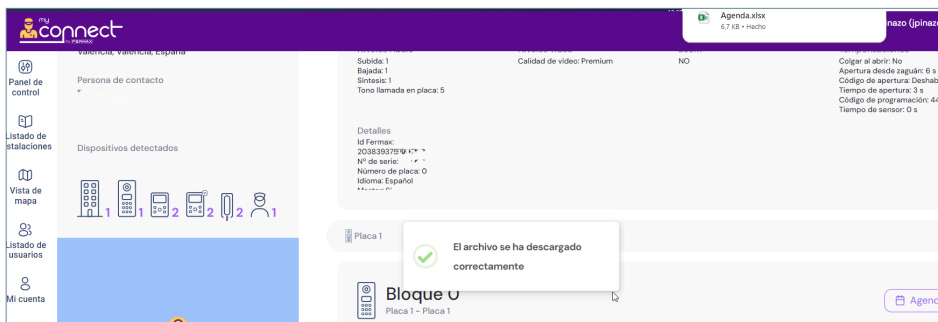 my
connect
by FERMAX
Agenda.xlsx
6,7 KB • Hecho
Panel de
control
Listado de
stalaciones
Vista de
mapa
Listado de
usuarios
Mi cuenta
Valencia, Valencia, España
Persona de contacto
Dispositivos detectados
1 1 2 2 2 1
Subida: 1
Bajada: 1
Síntesis: 1
Tono llamada en placa: 5
Calidad de vídeo: Premium
NO
Colgar al abrir: No
Apertura desde zaguán: 6 s
Código de apertura: Deshab
Tiempo de apertura: 3 s
Código de programación: 44
Tiempo de sensor: 0 s
Detalles
Id Fermax:
Nº de serie:
Número de placa: 0
Idioma: Español
Placa 1
El archivo se ha descargado
correctamente
Bloque 0
Placa 1 - Placa 1
Agend